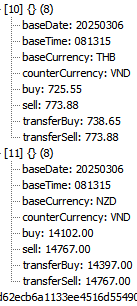 [10] {} (8)
baseDate: 20250306
baseTime: 081315
baseCurrency: THB
counterCurrency: VND
buy: 725.55
sell: 773.88
transferBuy: 738.65
transferSell: 773.88
[11] {} (8)
baseDate: 20250306
baseTime: 081315
baseCurrency: NZD
counterCurrency: VND
buy: 14102.00
sell: 14767.00
transferBuy: 14397.00
transferSell: 14767.00